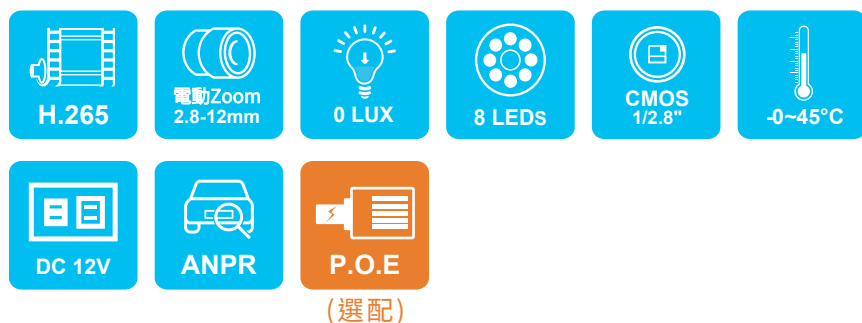 H.265
電動Zoom
2.8-12mm
0 LUX
8 LEDs
CMOS
1/2.8"
-0~45°C
DC 12V
ANPR
P.O.E
(選配)